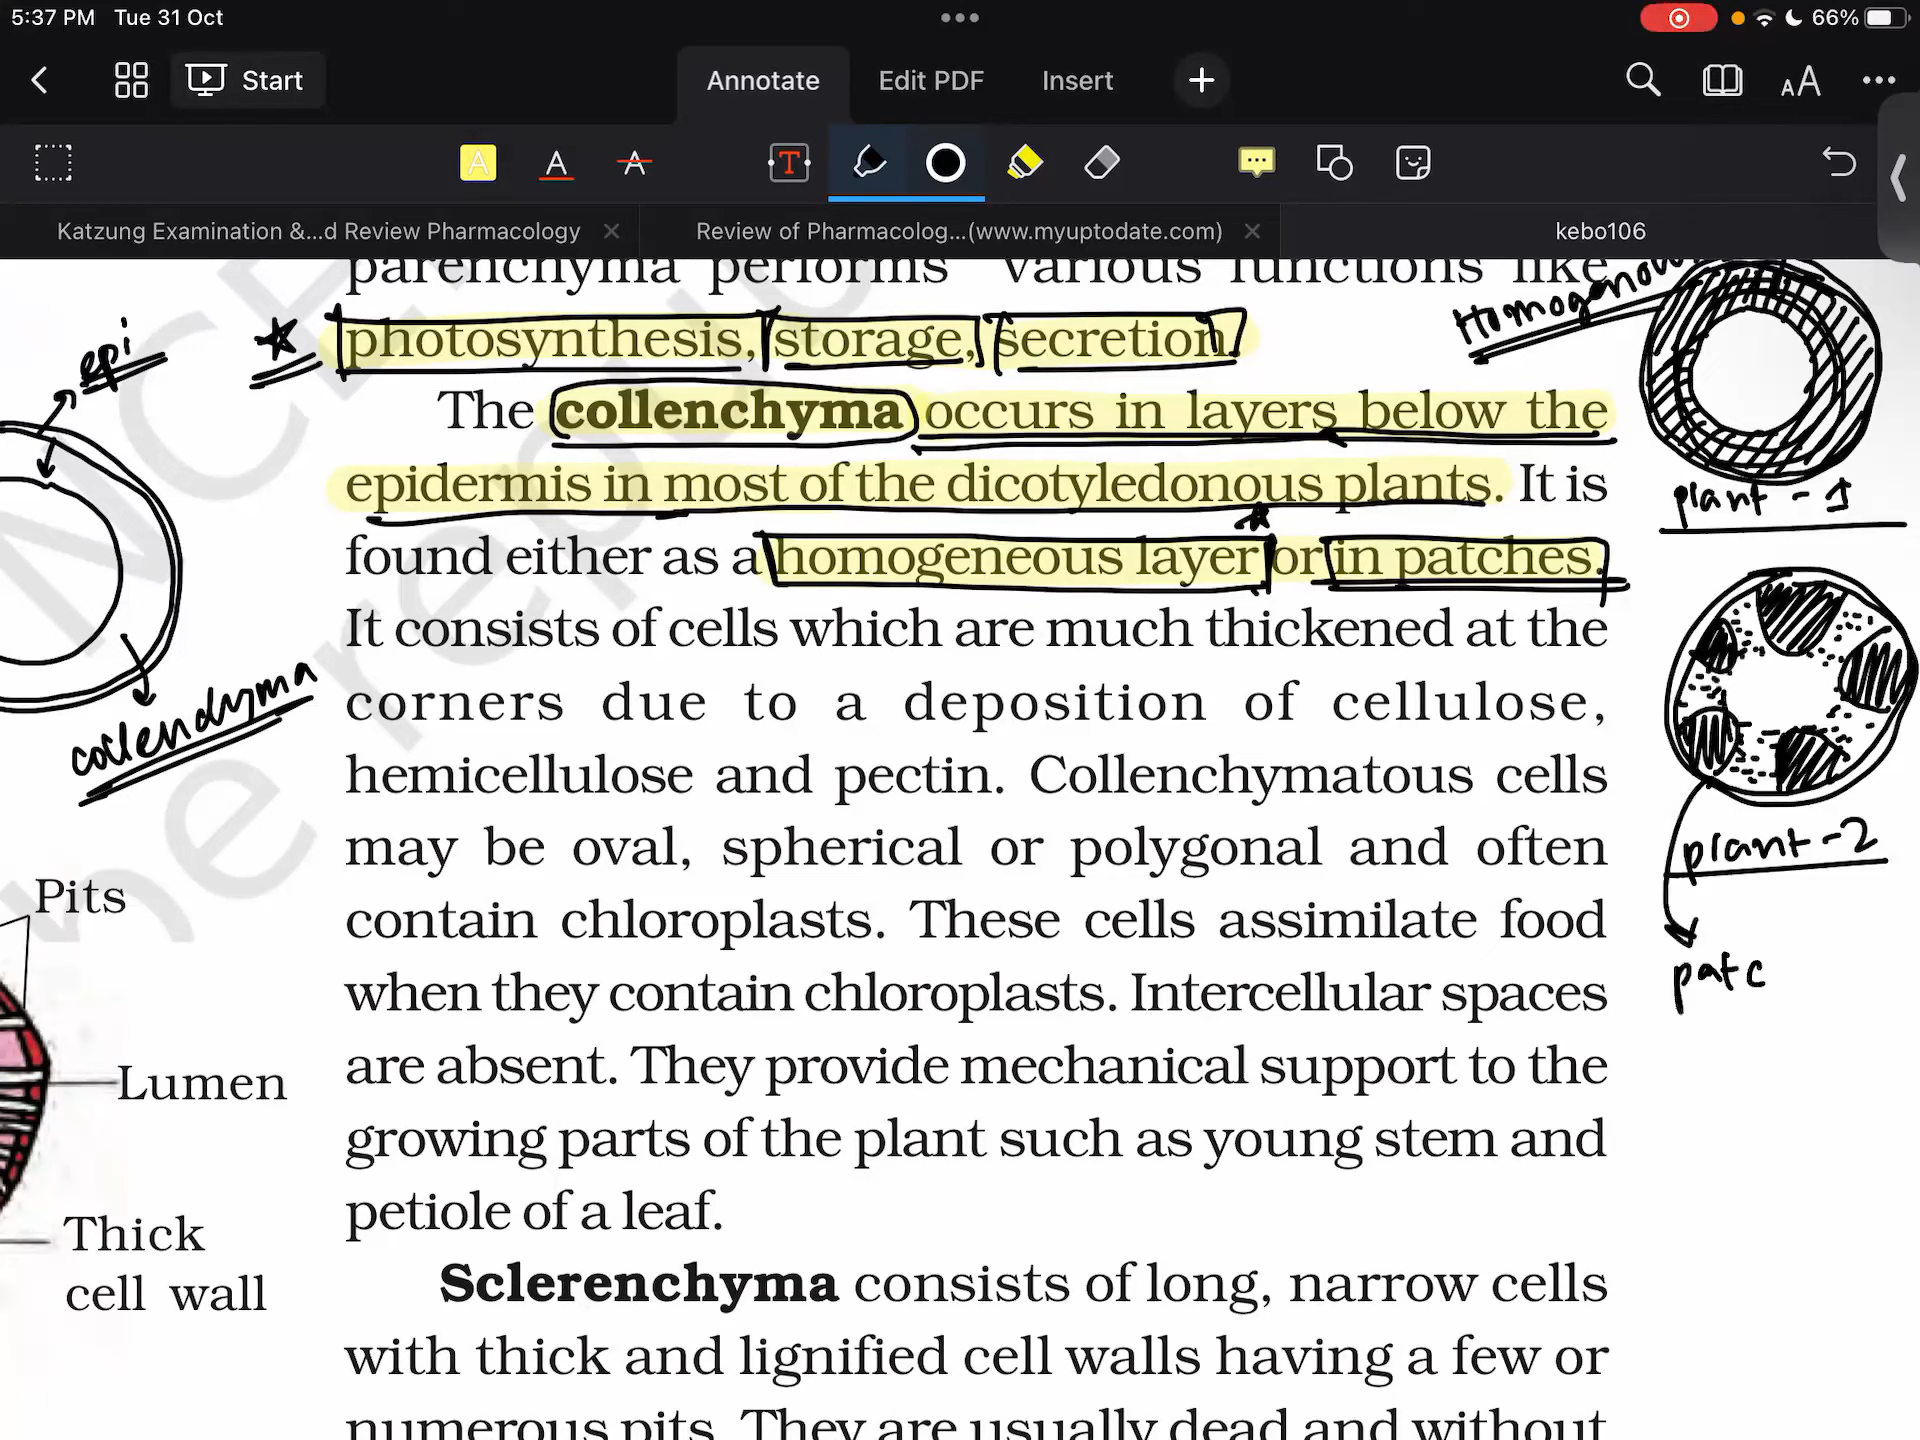 5:37 PM Tue 31 Oct
66%
Start
Annotate
Edit PDF
Insert
Katzung Examination &...d Review Pharmacology
Review of Pharmacolog...(www.myuptodate.com)
kebo106
parenchyma performs various functions like
photosynthesis, storage, secretion.
The collenchyma occurs in layers below the
epidermis in most of the dicotyledonous plants. It is
found either as a homogeneous layer or in patches.
It consists of cells which are much thickened at the
corners due to a deposition of cellulose,
hemicellulose and pectin. Collenchymatous cells
may be oval, spherical or polygonal and often
contain chloroplasts. These cells assimilate food
when they contain chloroplasts. Intercellular spaces
are absent. They provide mechanical support to the
growing parts of the plant such as young stem and
petiole of a leaf.
Sclerenchyma consists of long, narrow cells
with thick and lignified cell walls having a few or
numerous pits. They are usually dead and without
epi
collendyma
Pits
Lumen
Thick
cell wall
Homogenou
plant - 1
plant - 2
patc